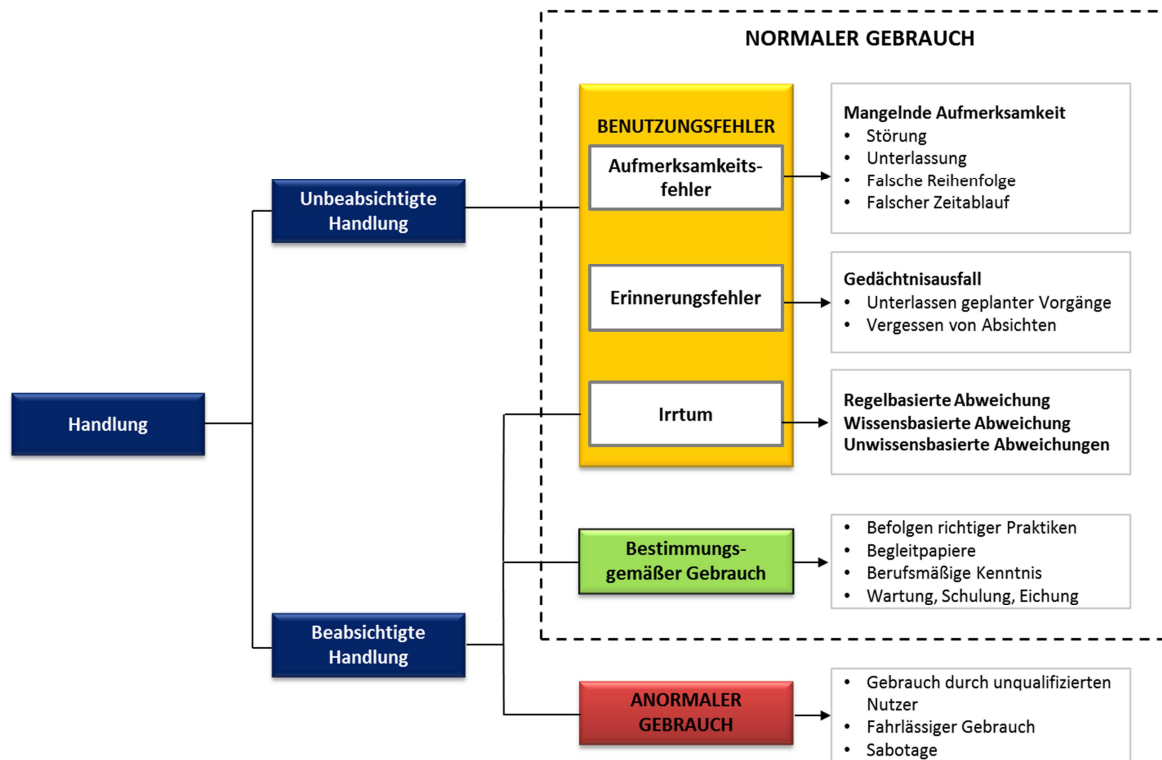 NORMALER GEBRAUCH
BENUTZUNGSFEHLER
Aufmerksamkeits-
fehler
Mangelnde Aufmerksamkeit
• Störung
• Unterlassung
• Falsche Reihenfolge
• Falscher Zeitablauf
Unbeabsichtigte
Handlung
Erinnerungsfehler
Gedächtnisausfall
• Unterlassen geplanter Vorgänge
• Vergessen von Absichten
Handlung
Irrtum
Regelbasierte Abweichung
Wissensbasierte Abweichung
Unwissensbasierte Abweichungen
Bestimmungs-
gemäßer Gebrauch
• Befolgen richtiger Praktiken
• Begleitpapiere
• Berufsmäßige Kenntnis
• Wartung, Schulung, Eichung
Beabsichtigte
Handlung
ANORMALER
GEBRAUCH
• Gebrauch durch unqualifizierten
Nutzer
• Fahrlässiger Gebrauch
• Sabotage